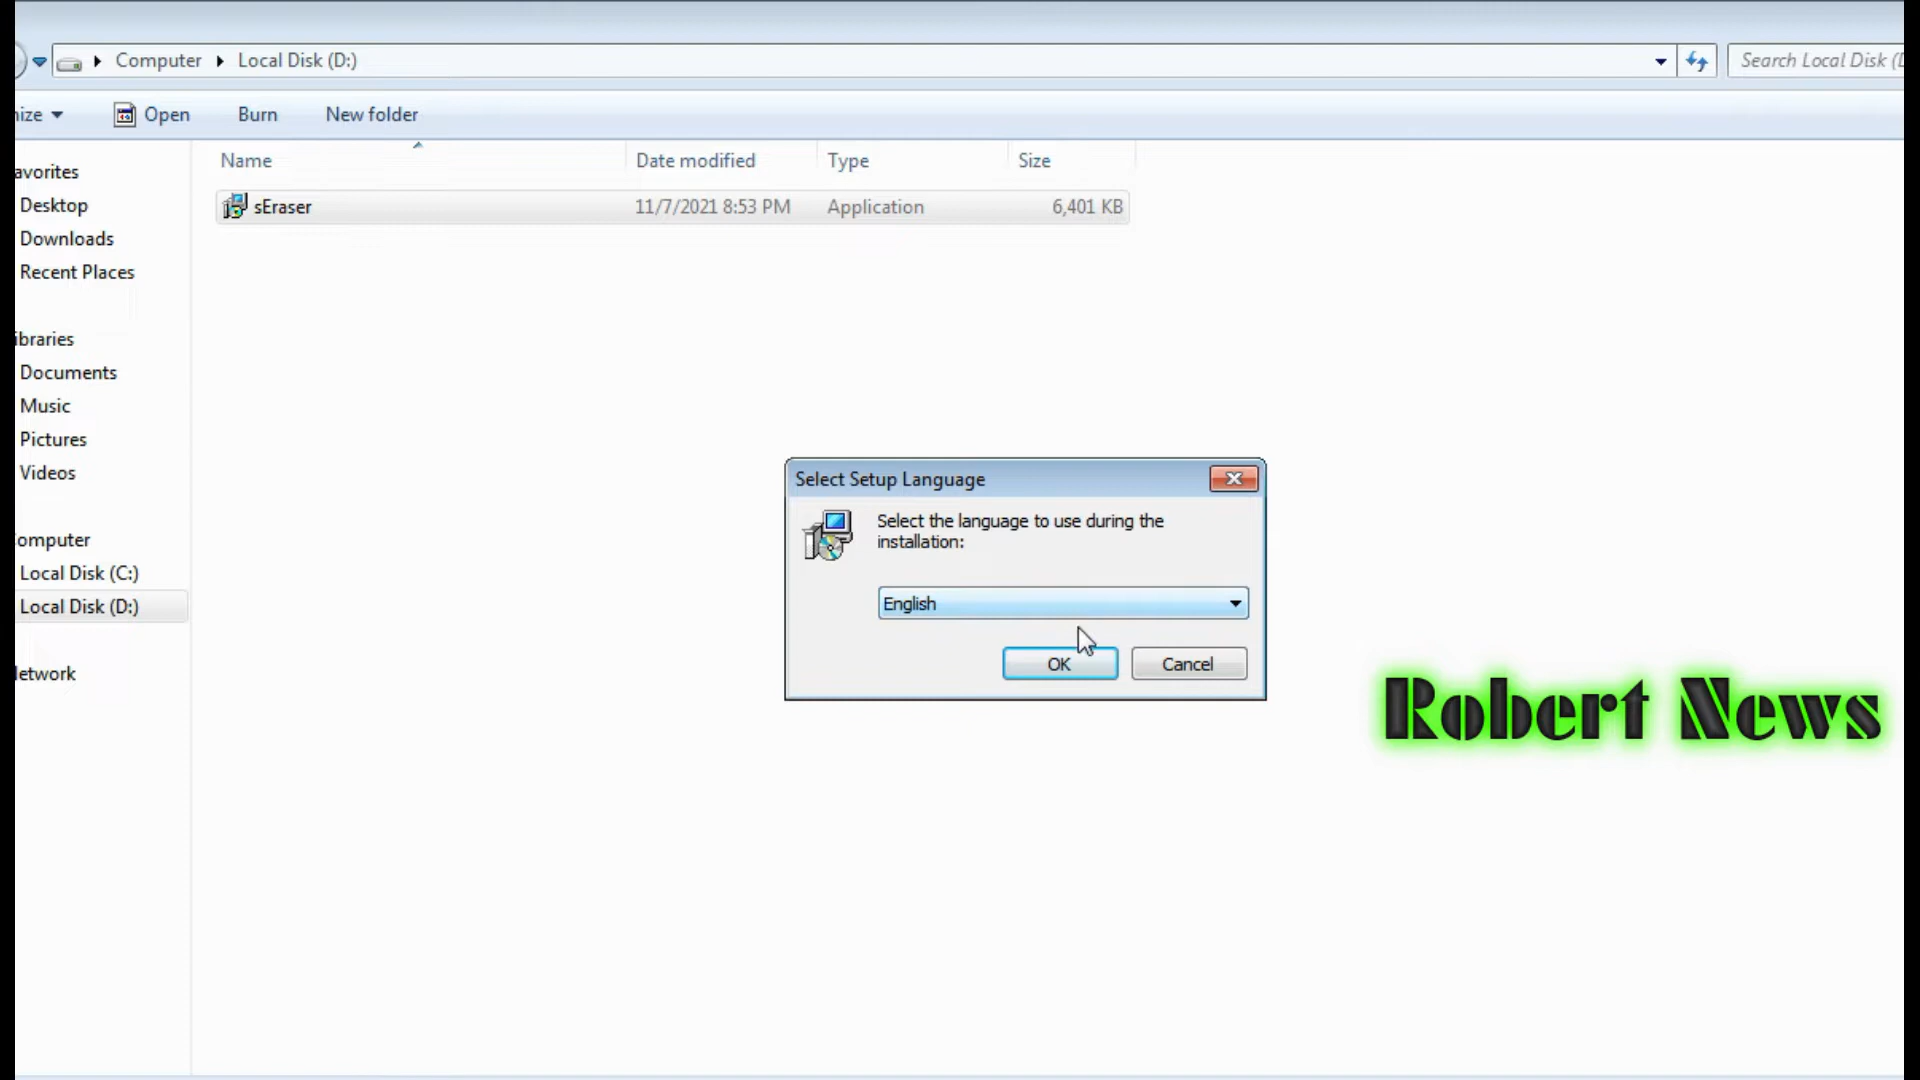 Computer Local Disk (D:)
Search Local Disk (D
nize Open Burn New folder
Name Date modified Type Size
sEraser 11/7/2021 8:53 PM Application 6,401 KB
avorites
Desktop
Downloads
Recent Places
ibraries
Documents
Music
Pictures
Videos
omputer
Local Disk (C:)
Local Disk (D:)
letwork
Select Setup Language
Select the language to use during the
installation:
English
OK Cancel
Robert News